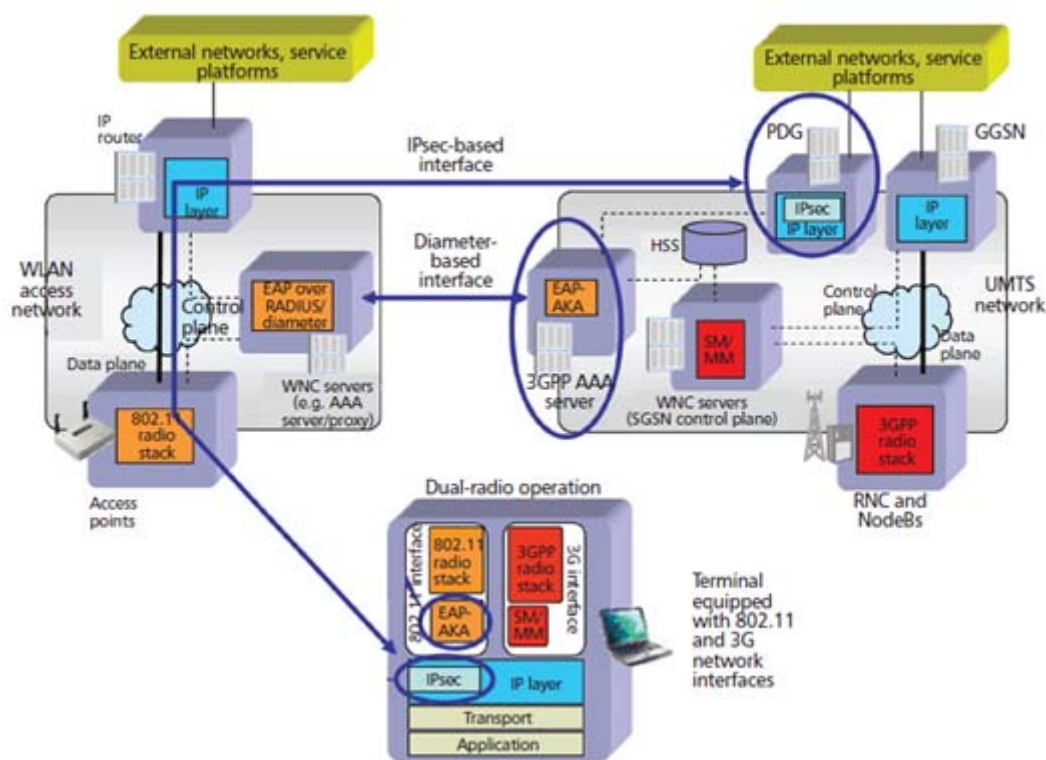 External networks, service
platforms
External networks, service
platforms
IP
router
IP
layer
IPsec-based
interface
PDG
GGSN
IPsec
IP layer
IP
layer
WLAN
access
network
Control
plane
Data plane
EAP over
RADIUS/
diameter
WNC servers
(e.g. AAA
server/proxy)
Diameter-
based
interface
HSS
EAP-
AKA
3GPP AAA
server
SM/
MM
WNC servers
(SGSN control plane)
Control
plane
Data
plane
UMTS
network
802.11
radio
stack
Access
points
3GPP
radio
stack
RNC and
NodeBs
Dual-radio operation
802.11 interface
802.11
radio
stack
EAP-
AKA
3GPP
radio
stack
SM/
MM
3G interface
IPsec
IP layer
Transport
Application
Terminal
equipped
with 802.11
and 3G
network
interfaces